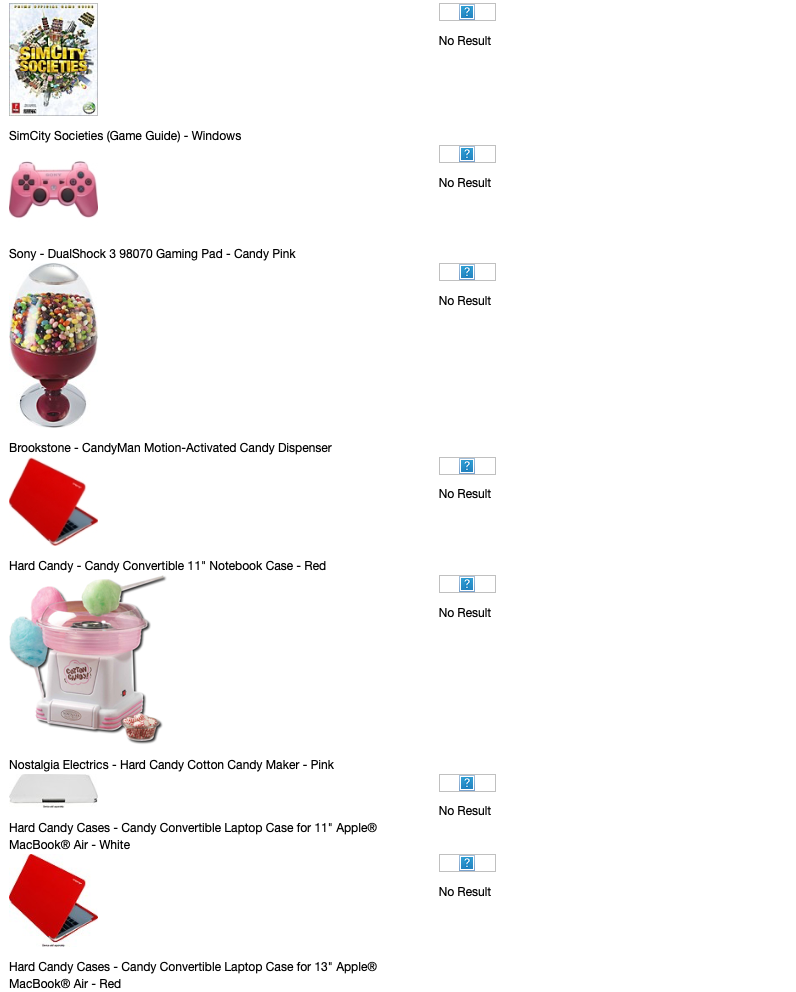 PRIMA OFFICIAL GAME GUIDE
SIMCITY
SOCIETIES
No Result
SimCity Societies (Game Guide) - Windows
No Result
Sony - DualShock 3 98070 Gaming Pad - Candy Pink
No Result
Brookstone - CandyMan Motion-Activated Candy Dispenser
No Result
Hard Candy - Candy Convertible 11" Notebook Case - Red
No Result
COTTON
CANDY
Nostalgia Electrics - Hard Candy Cotton Candy Maker - Pink
No Result
Hard Candy Cases - Candy Convertible Laptop Case for 11" Apple®
MacBook® Air - White
No Result
Hard Candy Cases - Candy Convertible Laptop Case for 13" Apple®
MacBook® Air - Red